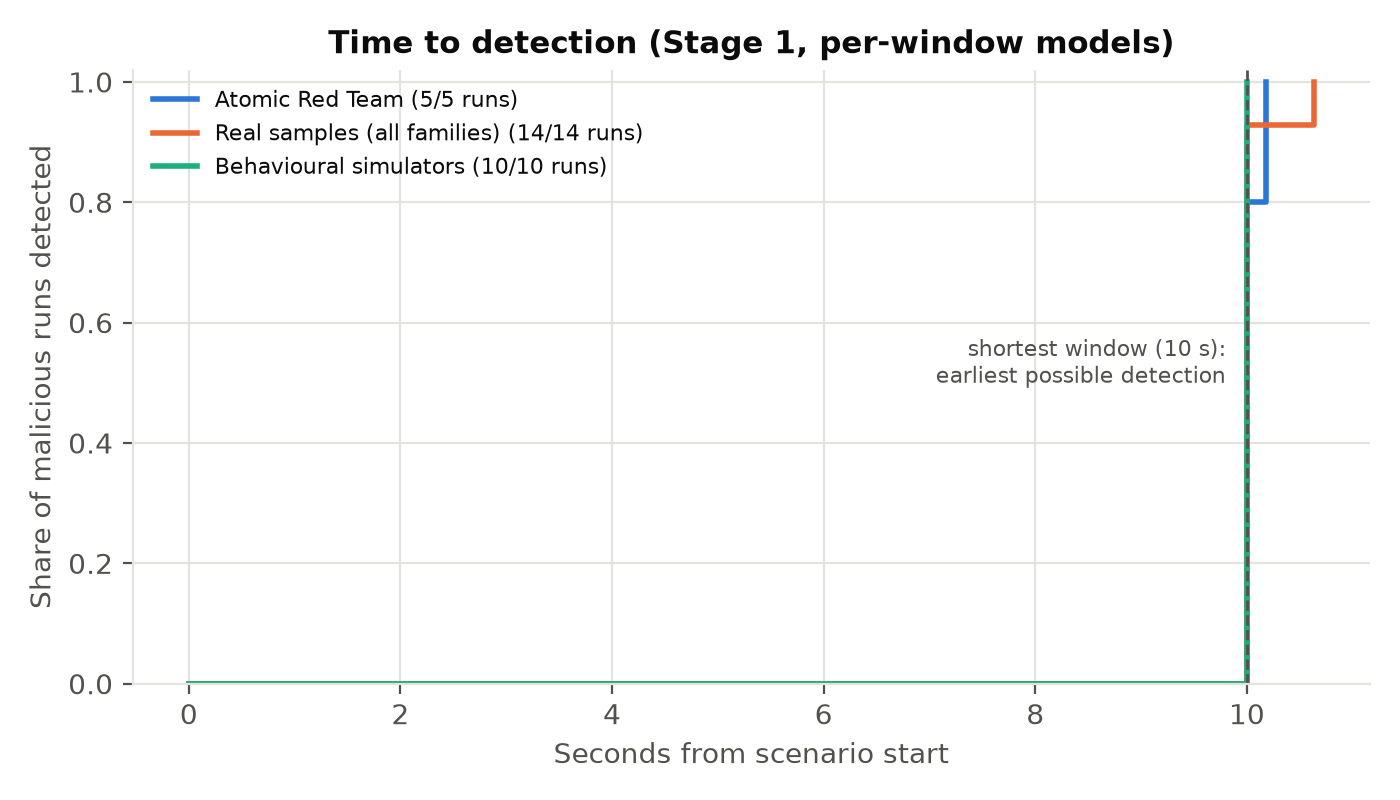 Time to detection (Stage 1, per-window models)
Share of malicious runs detected
1.0
0.8
0.6
0.4
0.2
0.0
Atomic Red Team (5/5 runs)
Real samples (all families) (14/14 runs)
Behavioural simulators (10/10 runs)
shortest window (10 s):
earliest possible detection
0 2 4 6 8 10
Seconds from scenario start